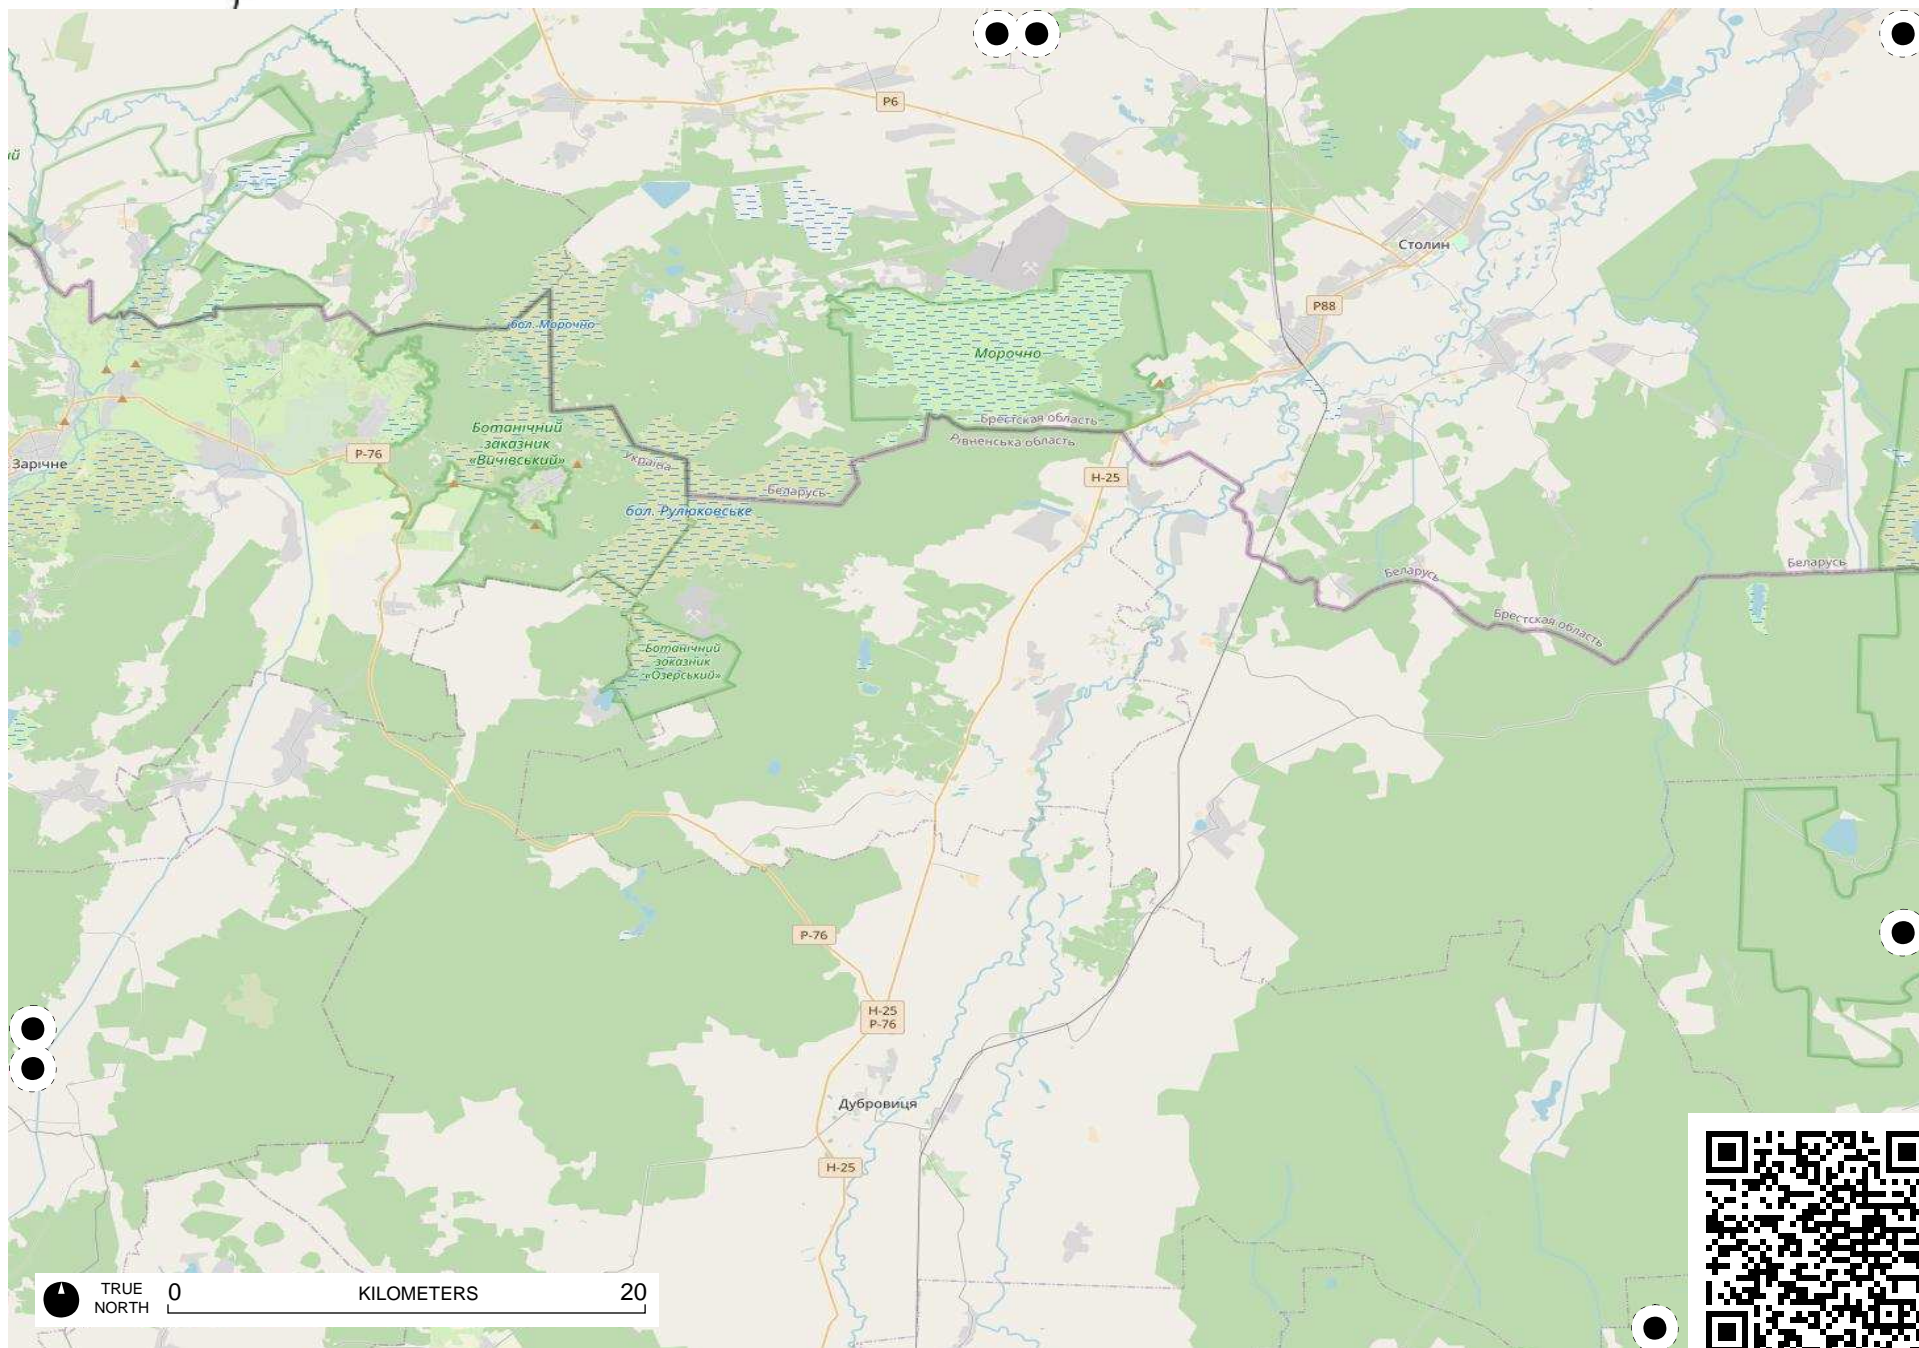 P6
Столин
P88
бол. Морочно
Морочно
Брестская область
Рівненська область
Ботанічний
заказник
«Вичівський»
P-76
Зарічне
Україна
H-25
Беларусь
бол. Рулюковське
Беларусь
Беларусь
Брестская область
Ботанічний
заказник
«Озерський»
P-76
H-25
P-76
Дубровиця
H-25
TRUE
NORTH
0 KILOMETERS 20